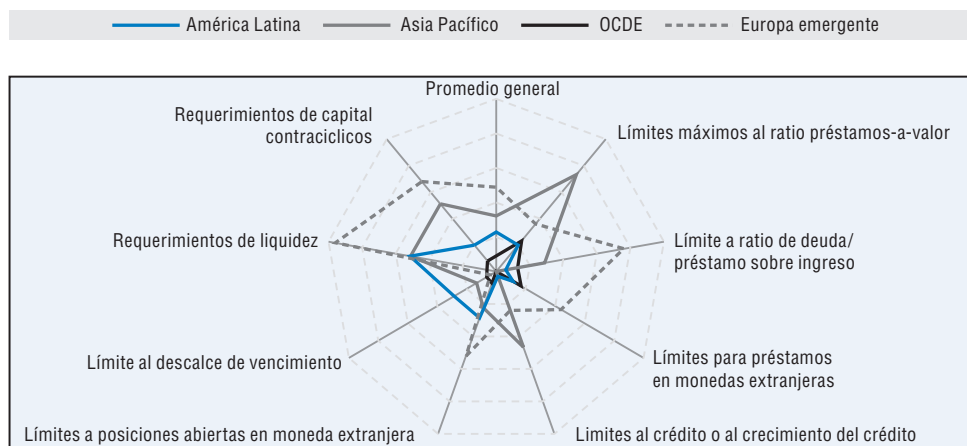 América Latina
Asia Pacífico
OCDE
Europa emergente
Promedio general
Requerimientos de capital
contraciclicos
Límites máximos al ratio préstamos-a-valor
Requerimientos de liquidez
Límite a ratio de deuda/
préstamo sobre ingreso
Límite al descalce de vencimiento
Límites para préstamos
en monedas extranjeras
Límites a posiciones abiertas en moneda extranjera
Limites al crédito o al crecimiento del crédito